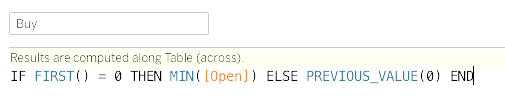 Buy
Results are computed along Table (across).
IF FIRST() = 0 THEN MIN([Open]) ELSE PREVIOUS_VALUE(0) END